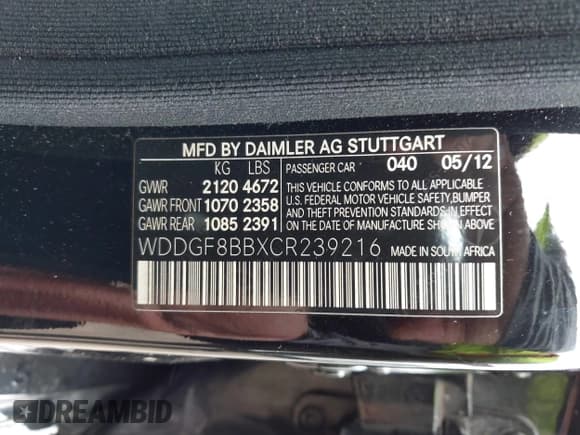 MFD BY DAIMLER AG STUTTGART
KG LBS PASSENGER CAR 040 05/12
GVWR 2120 4672
GAWR FRONT 1070 2358
GAWR REAR 1085 2391
THIS VEHICLE CONFORMS TO ALL APPLICABLE
U.S. FEDERAL MOTOR VEHICLE SAFETY,BUMPER
AND THEFT PREVENTION STANDARDS IN EFFECT
ON THE DATE OF MANUFACTURE SHOWN ABOVE.
WDDGF8BBXCR239216 MADE IN SOUTH AFRICA
DREAMBID